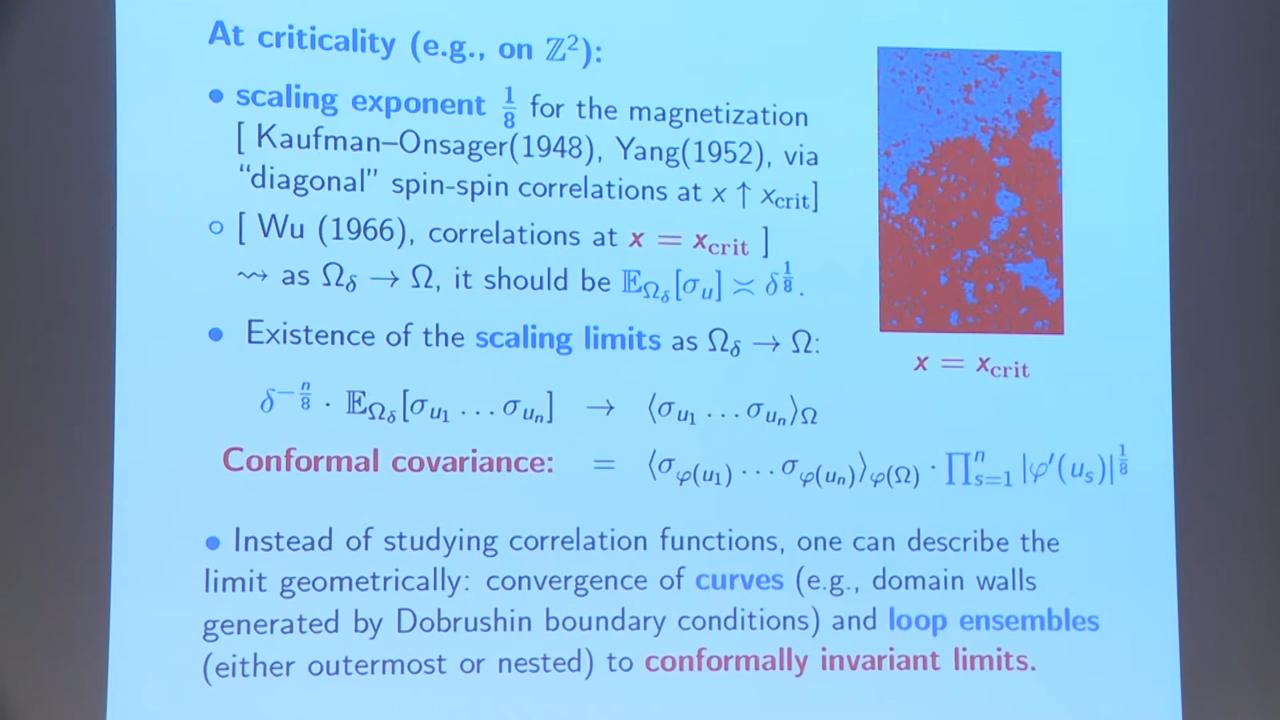 At criticality (e.g., on ℤ²):
• scaling exponent 1/8 for the magnetization
[ Kaufman–Onsager(1948), Yang(1952), via
“diagonal” spin-spin correlations at x ↑ x_crit]
◦ [ Wu (1966), correlations at x = x_crit ]
⇝ as Ω_δ → Ω, it should be 𝔼_{Ω_δ}[σ_u] ≍ δ^{1/8}.
• Existence of the scaling limits as Ω_δ → Ω:
δ^{−n/8} · 𝔼_{Ω_δ}[σ_{u_1} … σ_{u_n}] → ⟨σ_{u_1} … σ_{u_n}⟩_Ω
Conformal covariance: = ⟨σ_{φ(u_1)} … σ_{φ(u_n)}⟩_{φ(Ω)} · ∏_{s=1}^n |φ′(u_s)|^{1/8}
x = x_crit
• Instead of studying correlation functions, one can describe the
limit geometrically: convergence of curves (e.g., domain walls
generated by Dobrushin boundary conditions) and loop ensembles
(either outermost or nested) to conformally invariant limits.